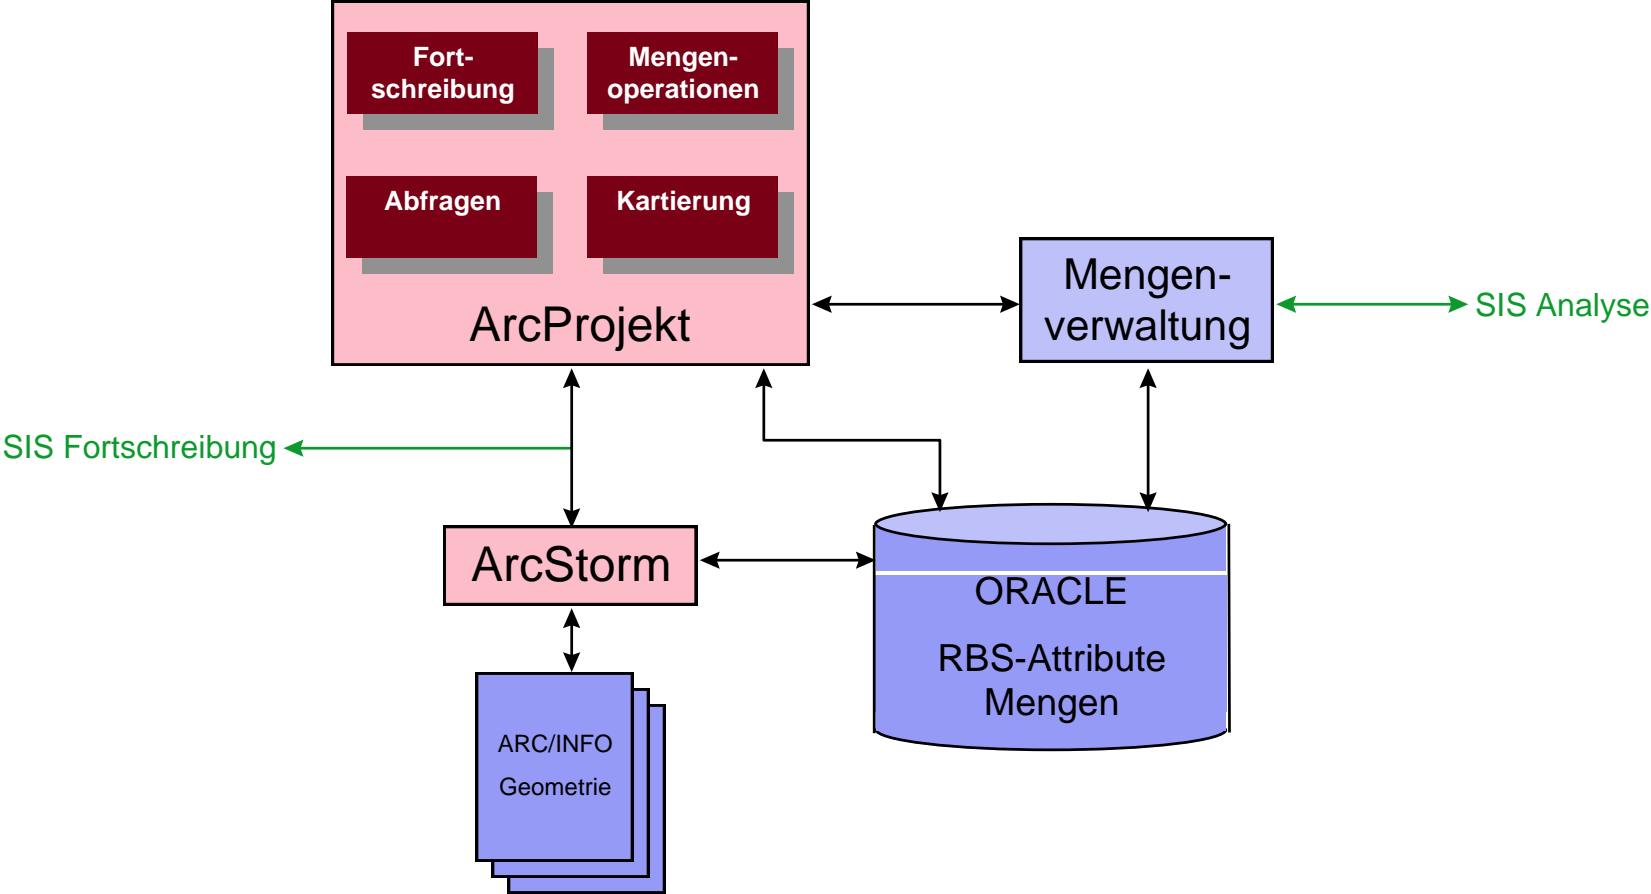 Fort-
schreibung
Mengen-
operationen
Abfragen
Kartierung
ArcProjekt
Mengen-
verwaltung
SIS Analyse
SIS Fortschreibung
ArcStorm
ORACLE
RBS-Attribute
Mengen
ARC/INFO
Geometrie